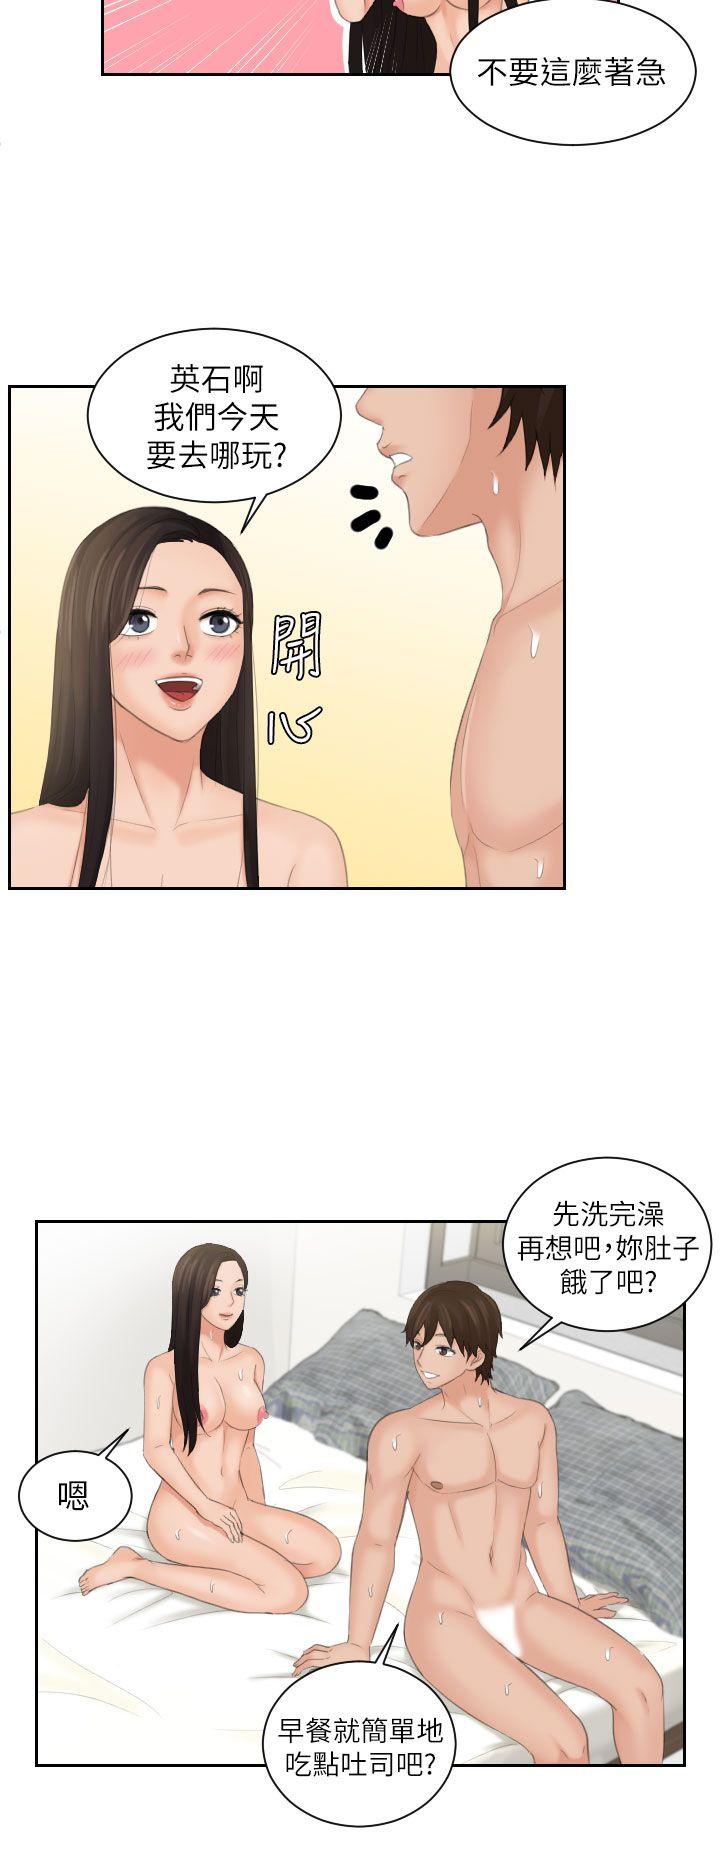 不要這麼著急
英石啊
我們今天
要去哪玩?
開
心
先洗完澡
再想吧,妳肚子
餓了吧?
嗯
早餐就簡單地
吃點吐司吧?